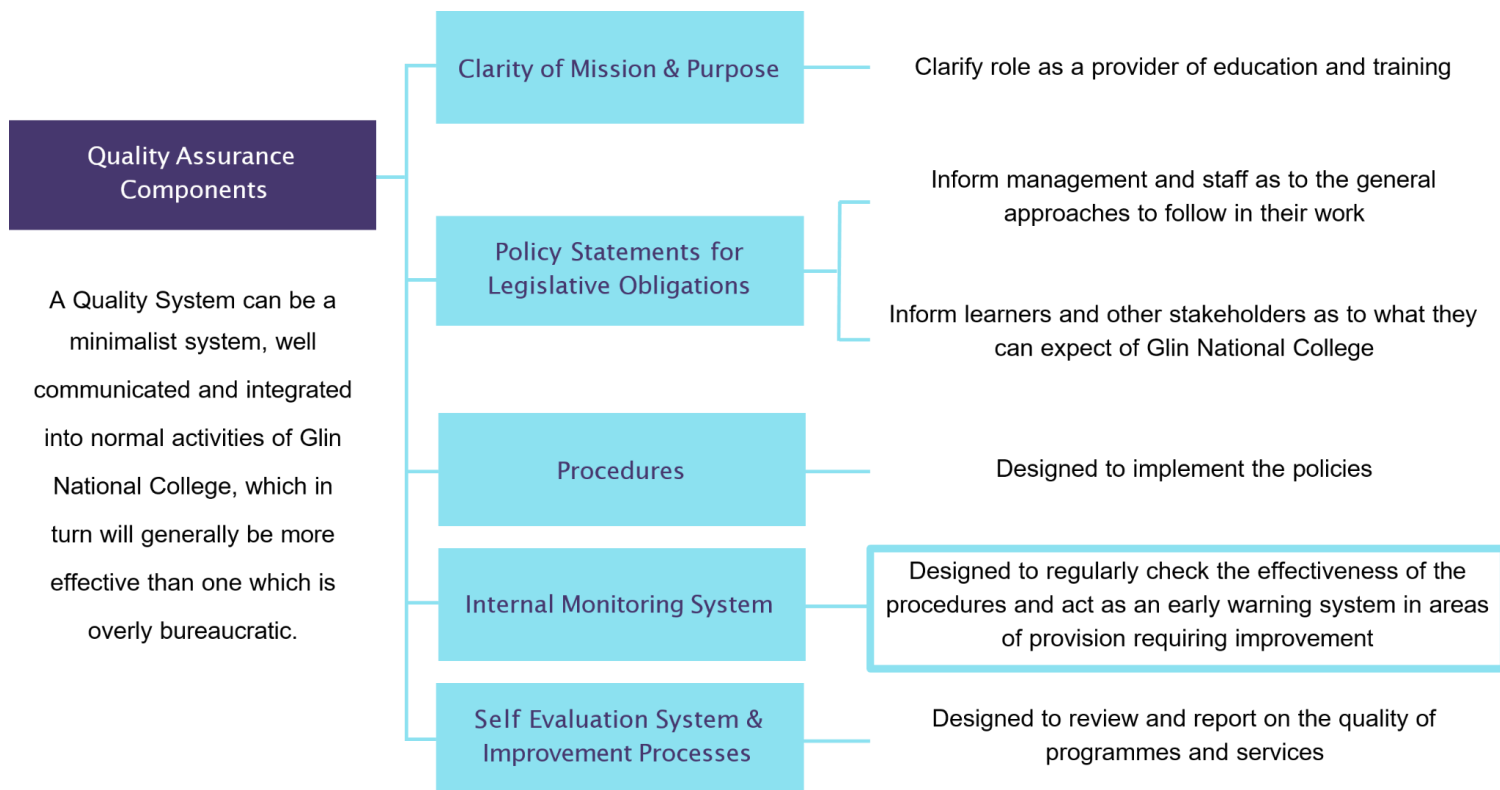 Quality Assurance
Components
A Quality System can be a
minimalist system, well
communicated and integrated
into normal activities of Glin
National College, which in
turn will generally be more
effective than one which is
overly bureaucratic.
Clarity of Mission & Purpose
Clarify role as a provider of education and training
Policy Statements for
Legislative Obligations
Inform management and staff as to the general
approaches to follow in their work
Inform learners and other stakeholders as to what they
can expect of Glin National College
Procedures
Designed to implement the policies
Internal Monitoring System
Designed to regularly check the effectiveness of the
procedures and act as an early warning system in areas
of provision requiring improvement
Self Evaluation System &
Improvement Processes
Designed to review and report on the quality of
programmes and services